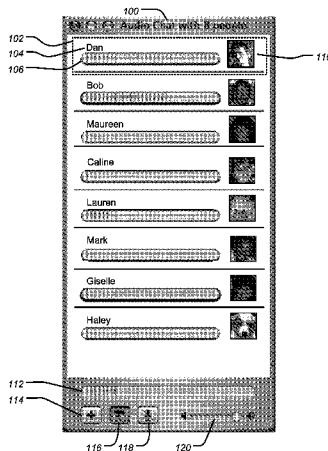 100
Audio Chat with 8 people
102
104
Dan
106
110
Bob
Maureen
Caline
Lauren
Mark
Giselle
Haley
112
114
116
118
120